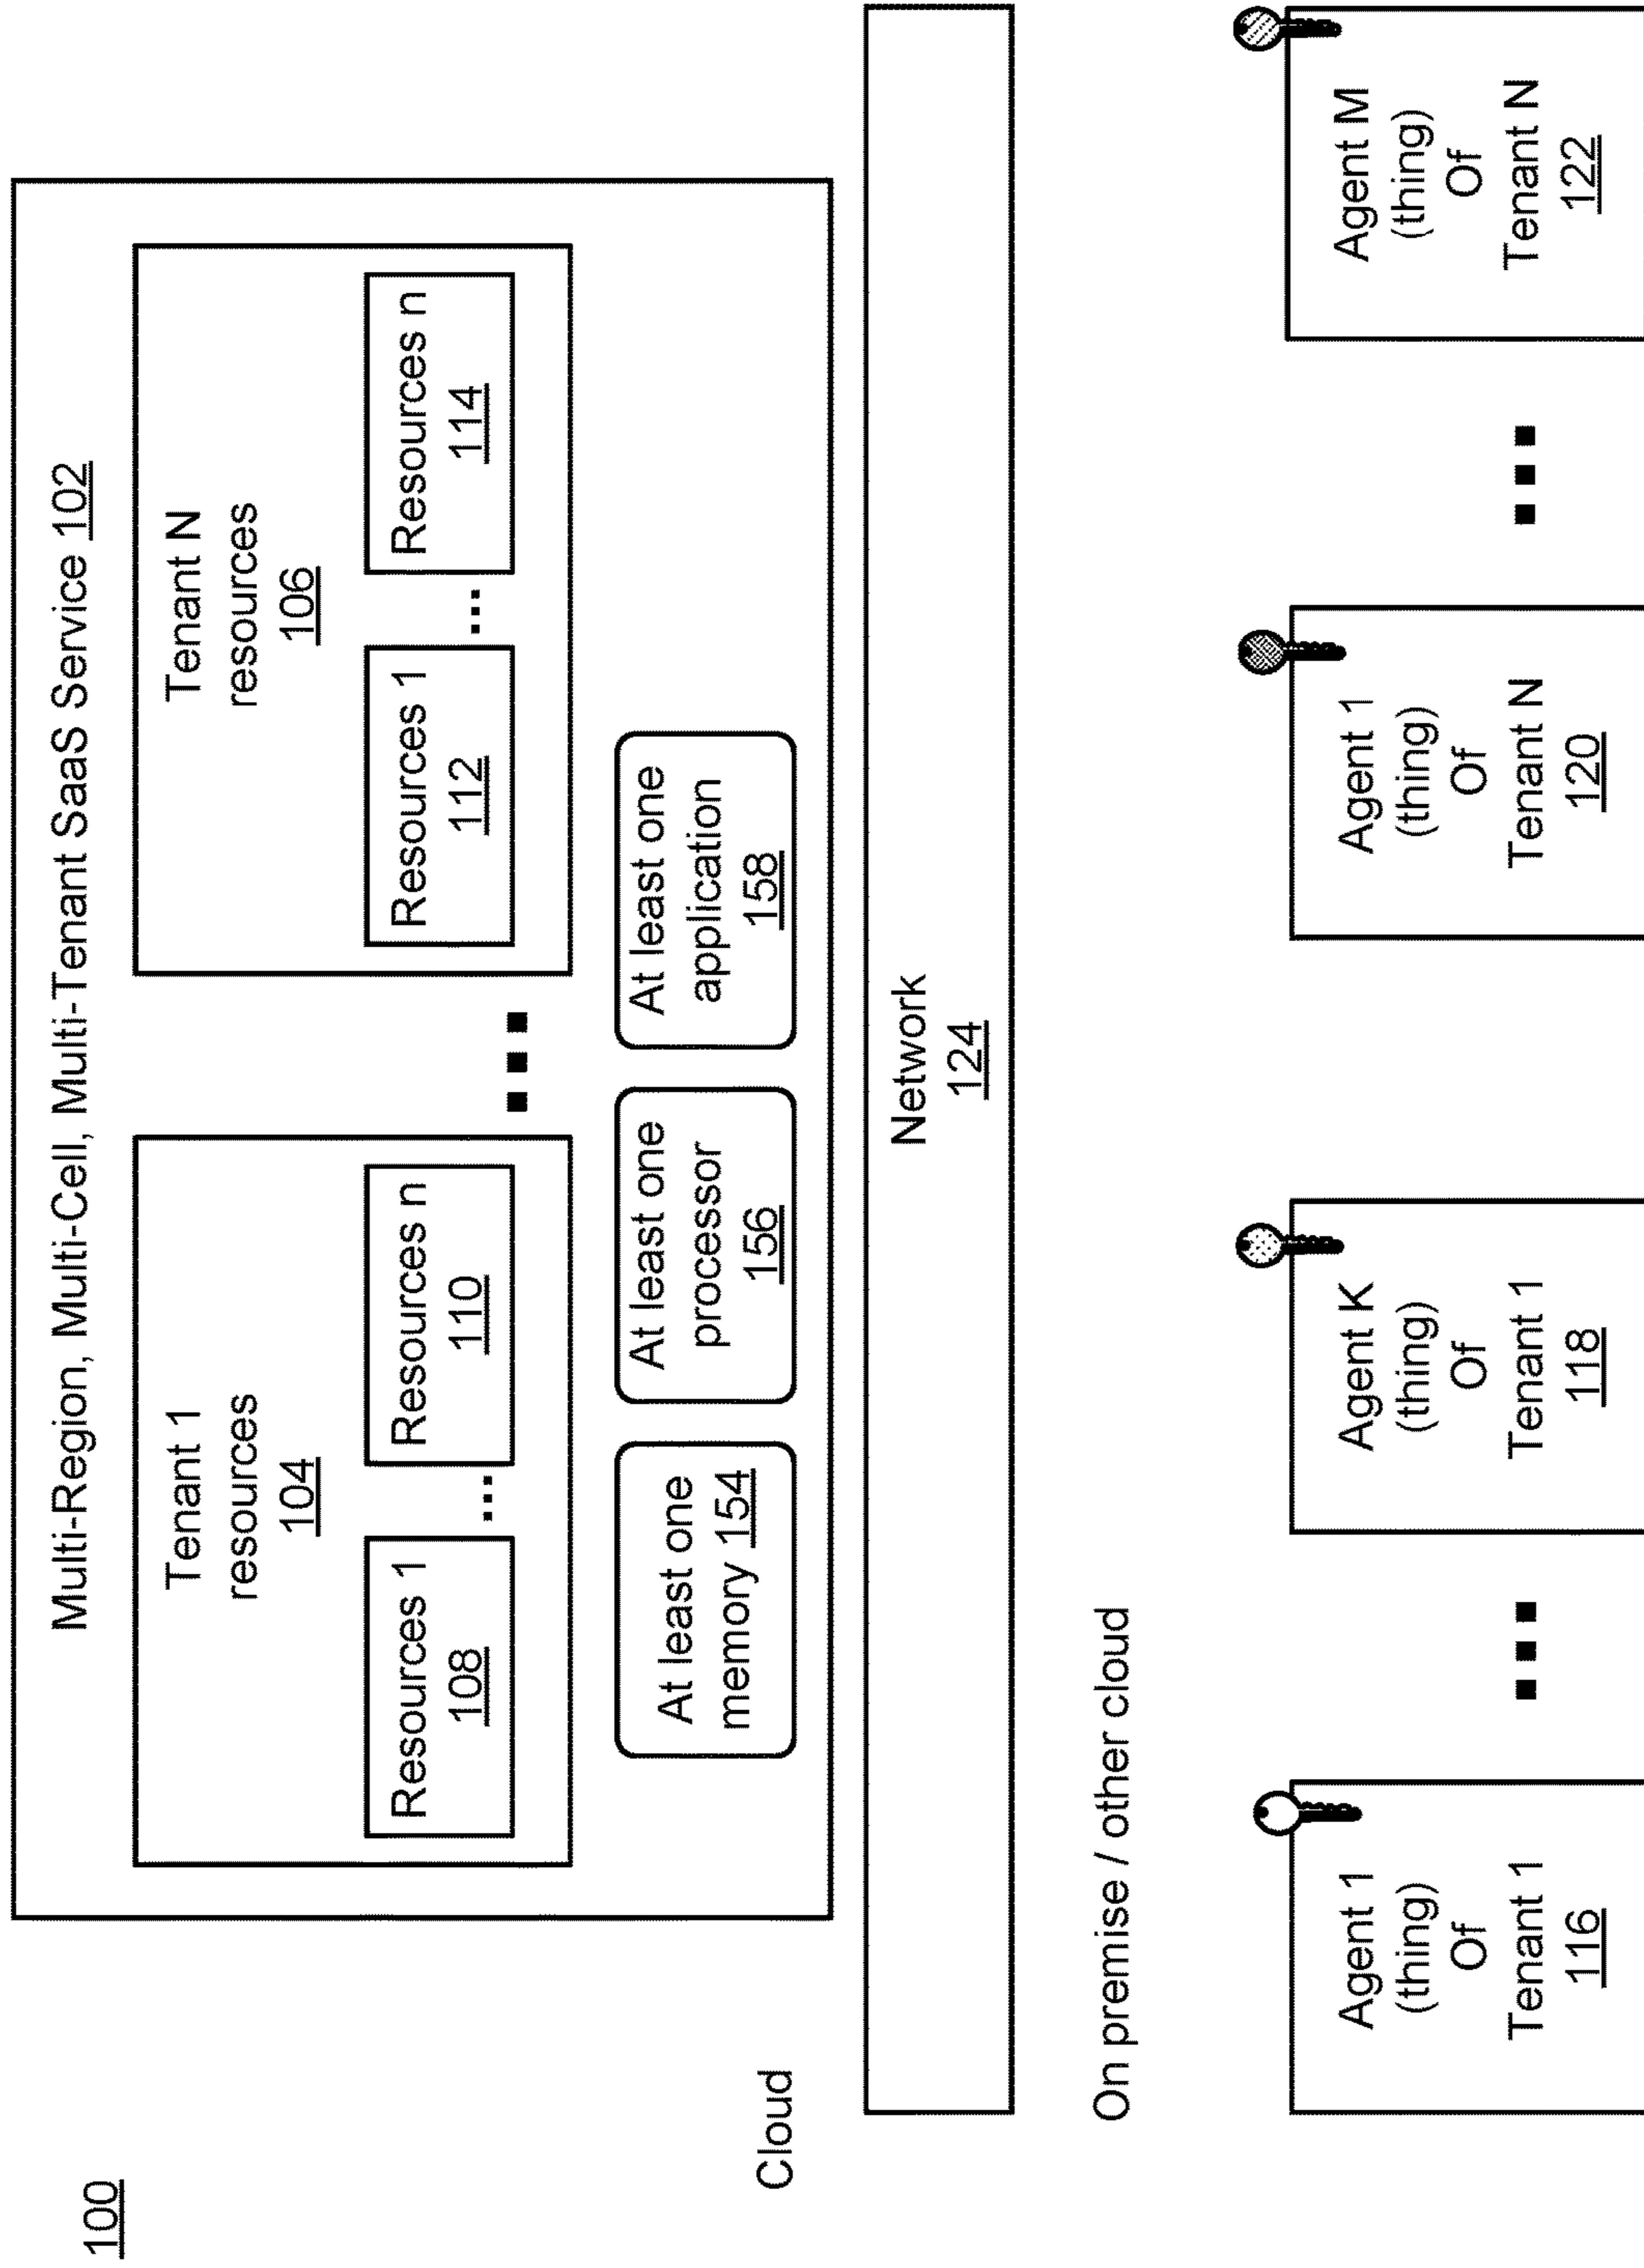 100
Multi-Region, Multi-Cell, Multi-Tenant SaaS Service 102
Tenant 1
resources
104
Resources 1
108
...
Resources n
110
Tenant N
resources
106
Resources 1
112
...
Resources n
114
At least one
memory 154
At least one
processor
156
At least one
application
158
Cloud
Network
124
On premise / other cloud
Agent 1
(thing)
Of
Tenant 1
116
Agent K
(thing)
Of
Tenant 1
118
Agent 1
(thing)
Of
Tenant N
120
Agent M
(thing)
Of
Tenant N
122